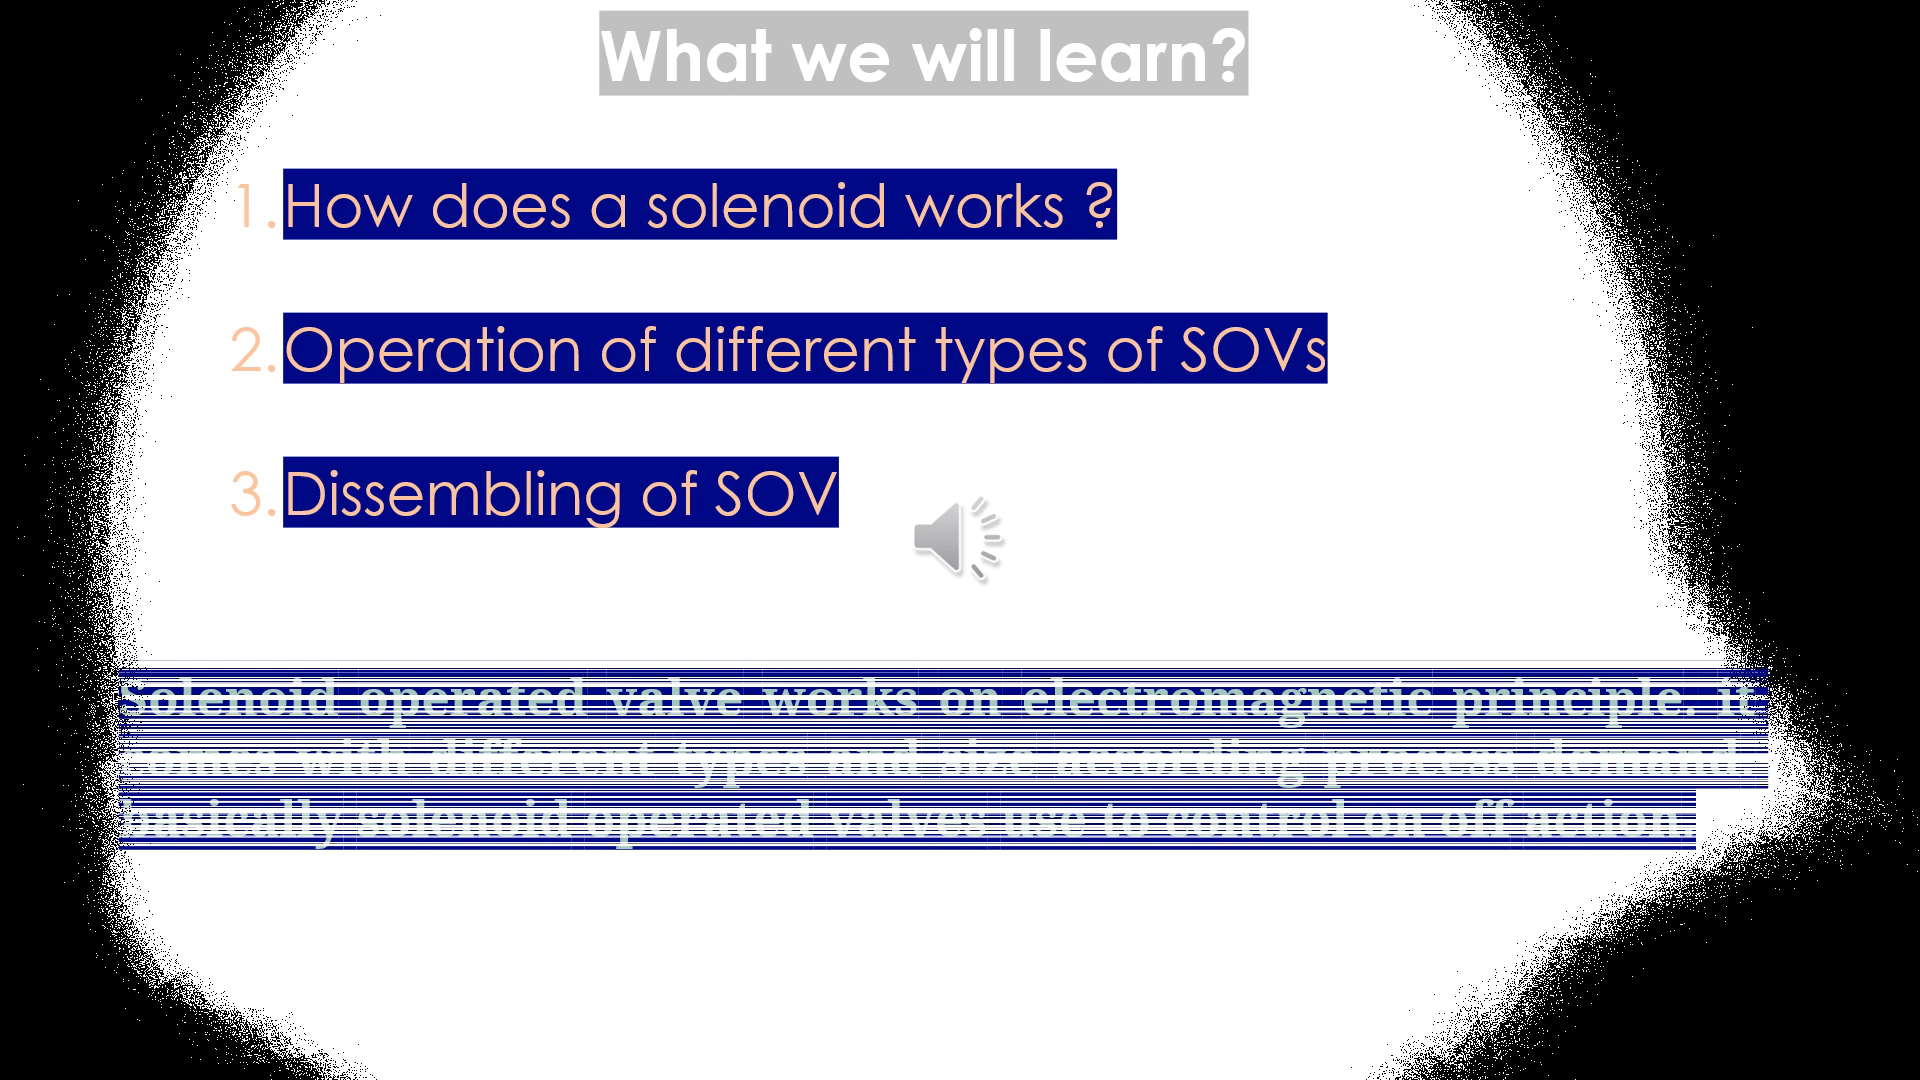 What we will learn?
1. How does a solenoid works ?
2. Operation of different types of SOVs
3. Dissembling of SOV
Solenoid operated valve works on electromagnetic principle. it
comes with different types and size according process demand.
basically solenoid operated valves use to control on off action.